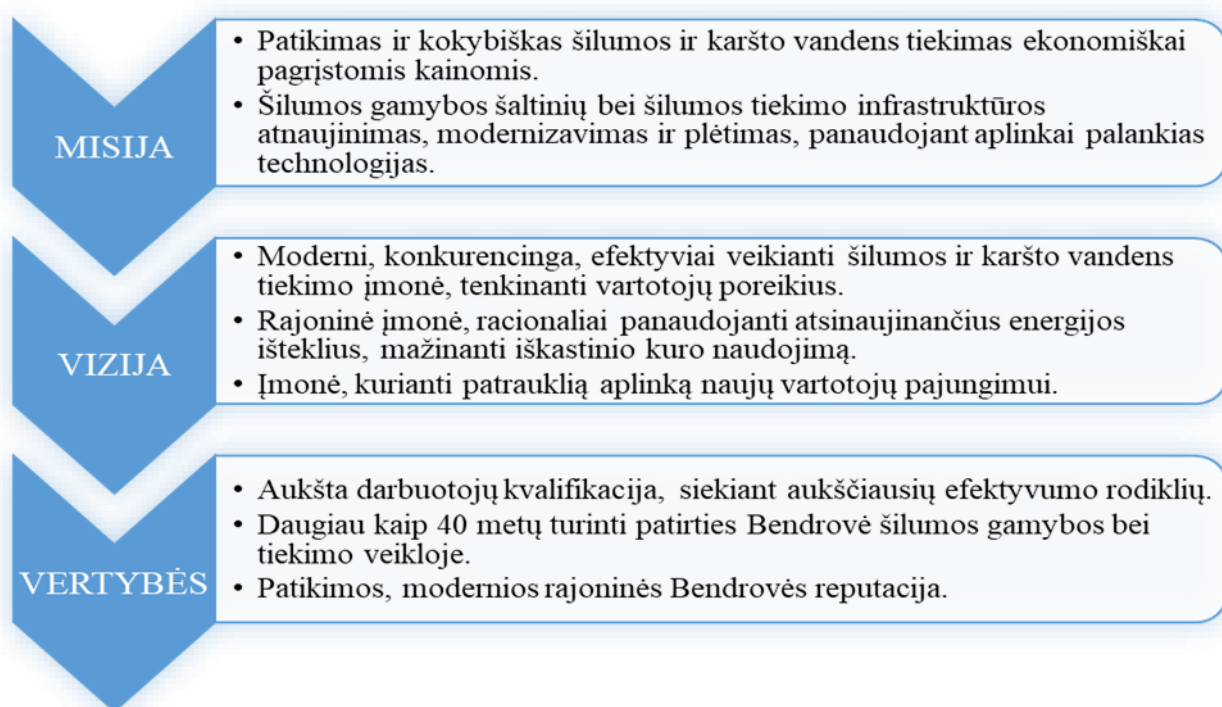 MISIJA
• Patikimas ir kokybiškas šilumos ir karšto vandens tiekimas ekonomiškai
pagrįstomis kainomis.
• Šilumos gamybos šaltinių bei šilumos tiekimo infrastruktūros
atnaujinimas, modernizavimas ir plėtimas, panaudojant aplinkai palankias
technologijas.
VIZIJA
• Moderni, konkurencinga, efektyviai veikianti šilumos ir karšto vandens
tiekimo įmonė, tenkinanti vartotojų poreikius.
• Rajoninė įmonė, racionaliai panaudojanti atsinaujinančius energijos
išteklius, mažinanti iškastinio kuro naudojimą.
• Įmonė, kurianti patrauklią aplinką naujų vartotojų pajungimui.
VERTYBĖS
• Aukšta darbuotojų kvalifikacija, siekiant aukščiausių efektyvumo rodiklių.
• Daugiau kaip 40 metų turinti patirties Bendrovė šilumos gamybos bei
tiekimo veikloje.
• Patikimos, modernios rajoninės Bendrovės reputacija.